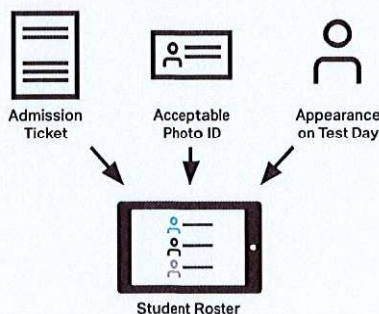 Admission
Ticket
Acceptable
Photo ID
Appearance
on Test Day
Student Roster